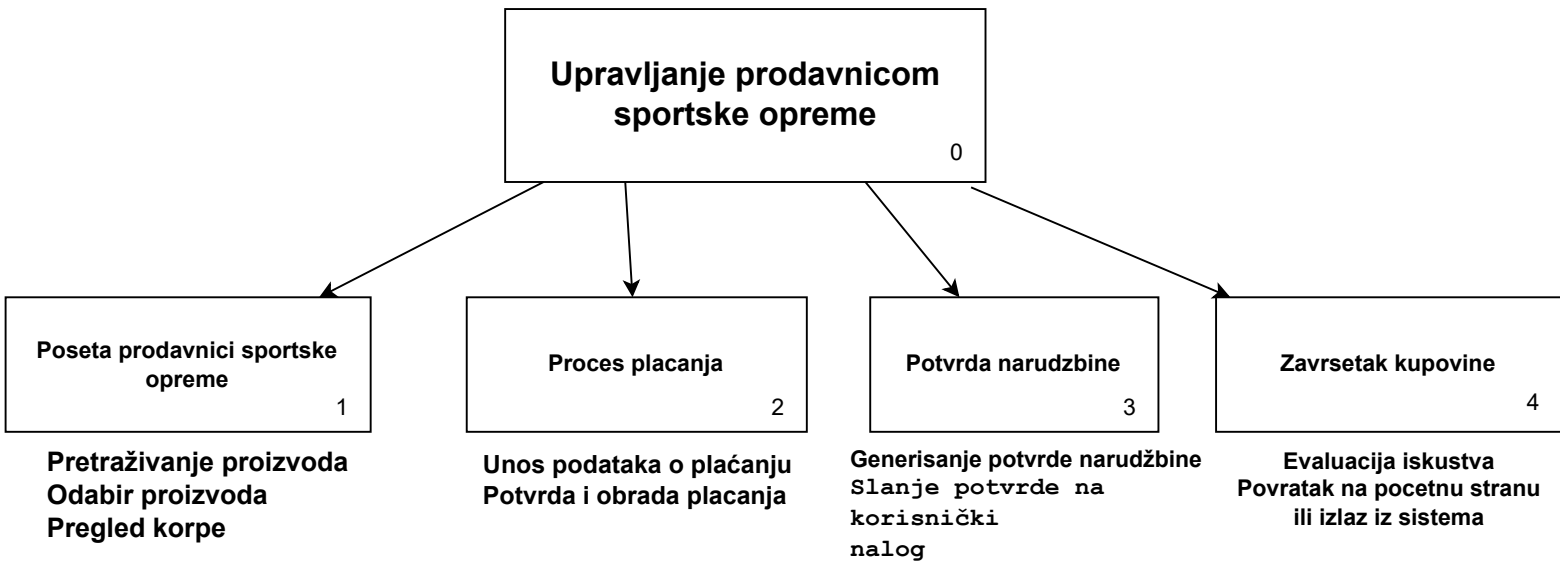 Upravljanje prodavnicom
sportske opreme
0
Poseta prodavnici sportske
opreme
1
Proces placanja
2
Potvrda narudzbine
3
Zavrsetak kupovine
4
Pretraživanje proizvoda
Odabir proizvoda
Pregled korpe
Unos podataka o plaćanju
Potvrda i obrada placanja
Generisanje potvrde narudžbine
Slanje potvrde na
korisnički
nalog
Evaluacija iskustva
Povratak na pocetnu stranu
ili izlaz iz sistema